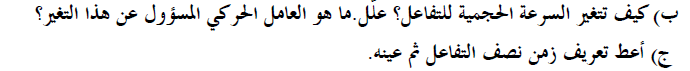 ب) كيف تتغير السرعة الحجمية للتفاعل؟ علّل.ما هو العامل الحركي المسؤول عن هذا التغير؟
ج) أعط تعريف زمن نصف التفاعل ثم عينه.